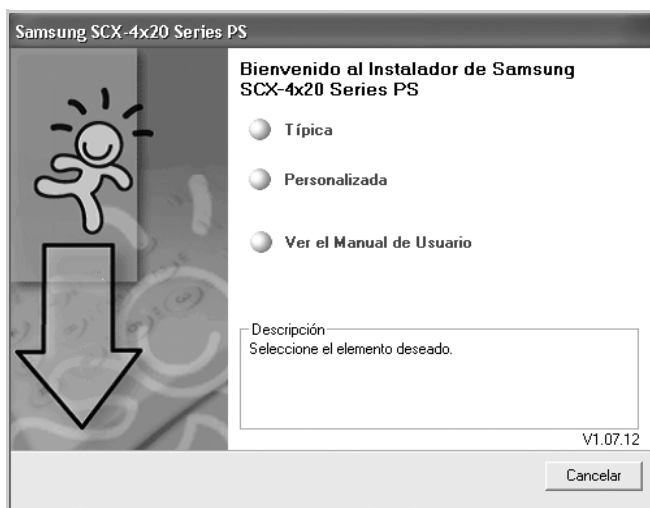 Samsung SCX-4x20 Series PS
Bienvenido al Instalador de Samsung
SCX-4x20 Series PS
Típica
Personalizada
Ver el Manual de Usuario
Descripción
Seleccione el elemento deseado.
V1.07.12
Cancelar